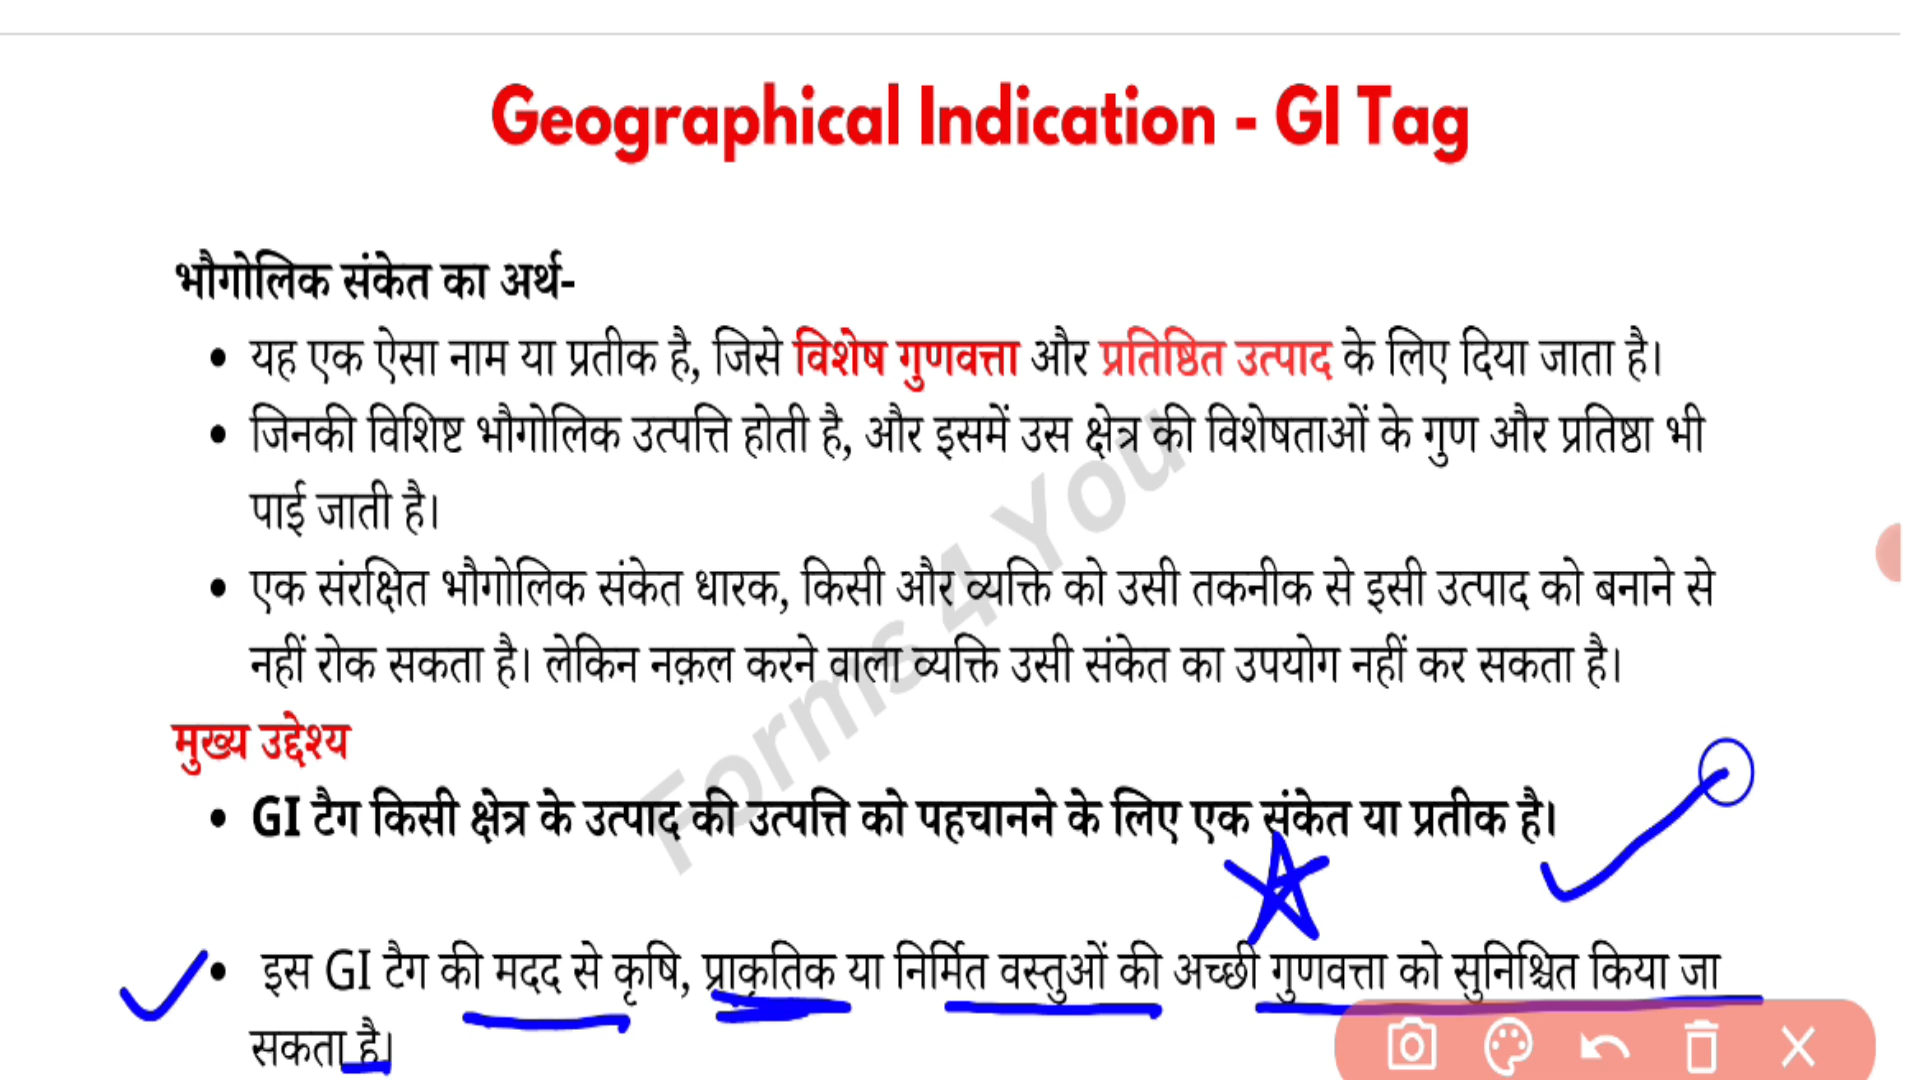 Geographical Indication - GI Tag
भौगोलिक संकेत का अर्थ-
• यह एक ऐसा नाम या प्रतीक है, जिसे विशेष गुणवत्ता और प्रतिष्ठित उत्पाद के लिए दिया जाता है।
• जिनकी विशिष्ट भौगोलिक उत्पत्ति होती है, और इसमें उस क्षेत्र की विशेषताओं के गुण और प्रतिष्ठा भी
पाई जाती है।
• एक संरक्षित भौगोलिक संकेत धारक, किसी और व्यक्ति को उसी तकनीक से इसी उत्पाद को बनाने से
नहीं रोक सकता है। लेकिन नक़ल करने वाला व्यक्ति उसी संकेत का उपयोग नहीं कर सकता है।
Forms 4 You
मुख्य उद्देश्य
• GI टैग किसी क्षेत्र के उत्पाद की उत्पत्ति को पहचानने के लिए एक संकेत या प्रतीक है।
• इस GI टैग की मदद से कृषि, प्राकृतिक या निर्मित वस्तुओं की अच्छी गुणवत्ता को सुनिश्चित किया जा
सकता है।